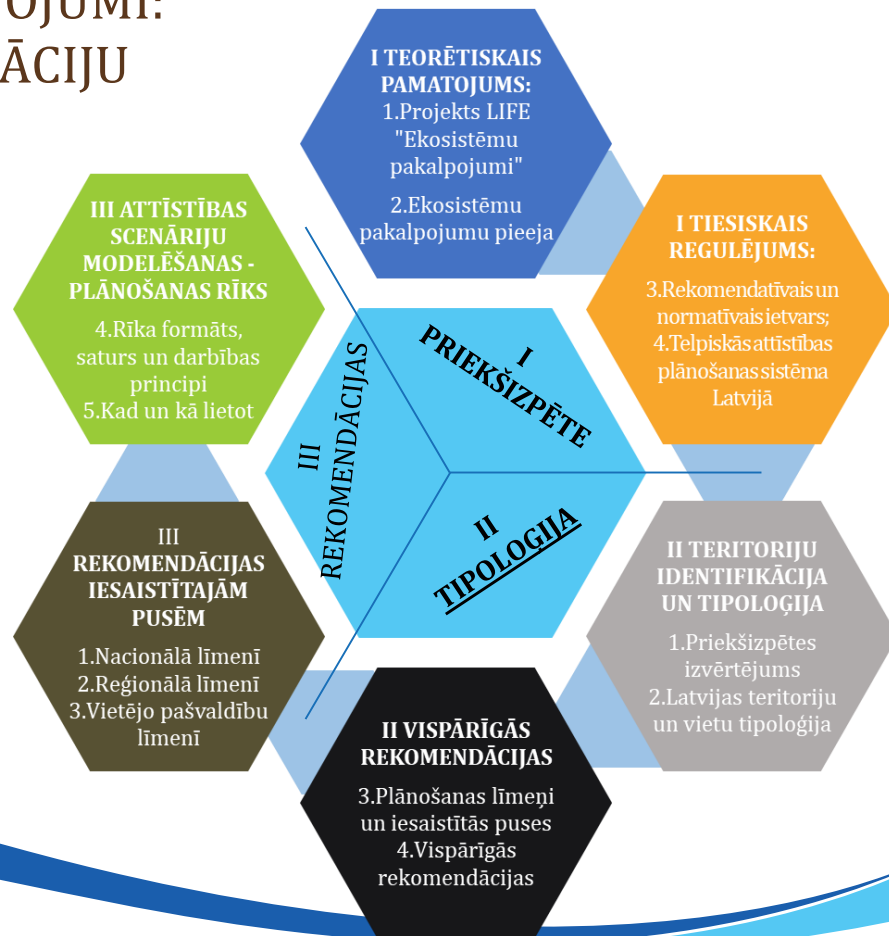 OJUMI:
ĀCIJU
I TEORĒTISKAIS
PAMATOJUMS:
1.Projekts LIFE
"Ekosistēmu
pakalpojumi"
2.Ekosistēmu
pakalpojumu pieeja
I TIESISKAIS
REGULĒJUMS:
3.Rekomendatīvais un
normatīvais ietvars;
4.Telpiskās attīstības
plānošanas sistēma
Latvijā
II TERITORIJU
IDENTIFIKĀCIJA
UN TIPOLOĢIJA
1.Priekšizpētes
izvērtējums
2.Latvijas teritoriju
un vietu tipoloģija
II VISPĀRĪGĀS
REKOMENDĀCIJAS
3.Plānošanas līmeņi
un iesaistītās puses
4.Vispārīgās
rekomendācijas
III
REKOMENDĀCIJAS
IESAISTĪTAJĀM
PUSĒM
1.Nacionālā līmenī
2.Reģionālā līmenī
3.Vietējo pašvaldību
līmenī
III ATTĪSTĪBAS
SCENĀRIJU
MODELĒŠANAS -
PLĀNOŠANAS RĪKS
4.Rīka formāts,
saturs un darbības
principi
5.Kad un kā lietot
I
PRIEKŠIZPĒTE
II
TIPOLOĢIJA
III
REKOMENDĀCIJAS